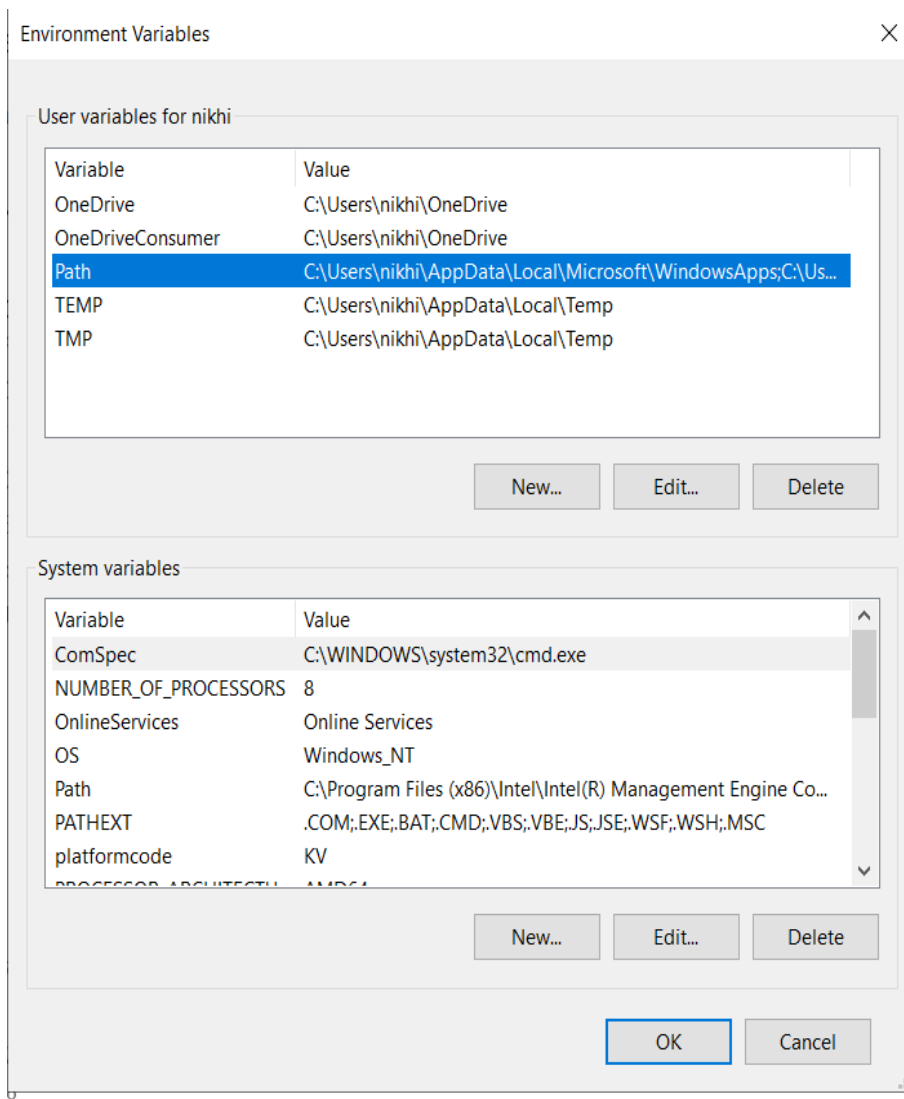 Environment Variables
User variables for nikhi
Variable Value
OneDrive C:\Users\nikhi\OneDrive
OneDriveConsumer C:\Users\nikhi\OneDrive
Path C:\Users\nikhi\AppData\Local\Microsoft\WindowsApps;C:\Us...
TEMP C:\Users\nikhi\AppData\Local\Temp
TMP C:\Users\nikhi\AppData\Local\Temp
New... Edit... Delete
System variables
Variable Value
ComSpec C:\WINDOWS\system32\cmd.exe
NUMBER_OF_PROCESSORS 8
OnlineServices Online Services
OS Windows_NT
Path C:\Program Files (x86)\Intel\Intel(R) Management Engine Co...
PATHEXT .COM;.EXE;.BAT;.CMD;.VBS;.VBE;.JS;.JSE;.WSF;.WSH;.MSC
platformcode KV
PROCESSOR_ARCHITECTU... AMD64
New... Edit... Delete
OK Cancel